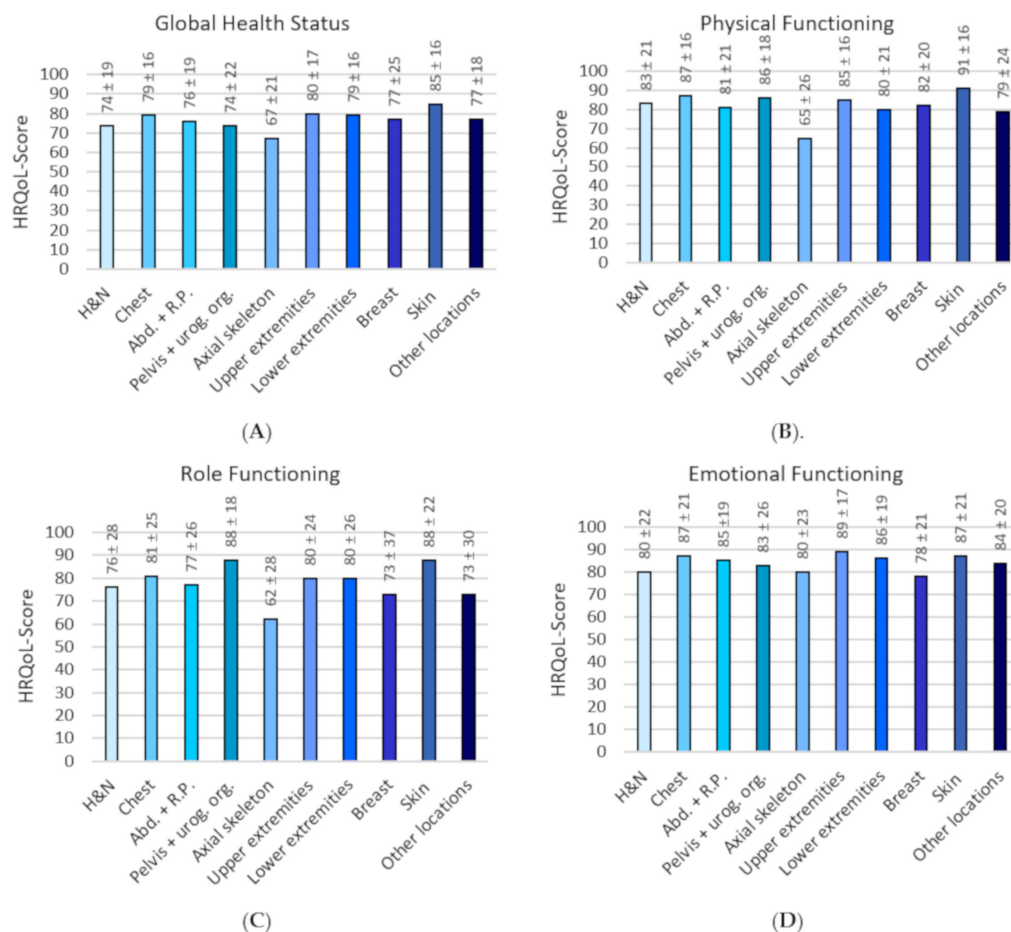 Global Health Status
HRQoL-Score
100
90
80
70
60
50
40
30
20
10
0
74 ± 19
79 ± 16
76 ± 19
74 ± 22
67 ± 21
80 ± 17
79 ± 16
77 ± 25
85 ± 16
77 ± 18
H&N
Chest
Abd. + R.P.
Pelvis + urog. org.
Axial skeleton
Upper extremities
Lower extremities
Breast
Skin
Other locations
(A)
Physical Functioning
HRQoL-Score
100
90
80
70
60
50
40
30
20
10
0
83 ± 21
87 ± 16
81 ± 21
86 ± 18
65 ± 26
85 ± 16
80 ± 21
82 ± 20
91 ± 16
79 ± 24
H&N
Chest
Abd. + R.P.
Pelvis + urog. org.
Axial skeleton
Upper extremities
Lower extremities
Breast
Skin
Other locations
(B).
Role Functioning
HRQoL-Score
100
90
80
70
60
50
40
30
20
10
0
76 ± 28
81 ± 25
77 ± 26
88 ± 18
62 ± 28
80 ± 24
80 ± 26
73 ± 37
88 ± 22
73 ± 30
H&N
Chest
Abd. + R.P.
Pelvis + urog. org.
Axial skeleton
Upper extremities
Lower extremities
Breast
Skin
Other locations
(C)
Emotional Functioning
HRQoL-Score
100
90
80
70
60
50
40
30
20
10
0
80 ± 22
87 ± 21
85 ±19
83 ± 26
80 ± 23
89 ± 17
86 ± 19
78 ± 21
87 ± 21
84 ± 20
H&N
Chest
Abd. + R.P.
Pelvis + urog. org.
Axial skeleton
Upper extremities
Lower extremities
Breast
Skin
Other locations
(D)